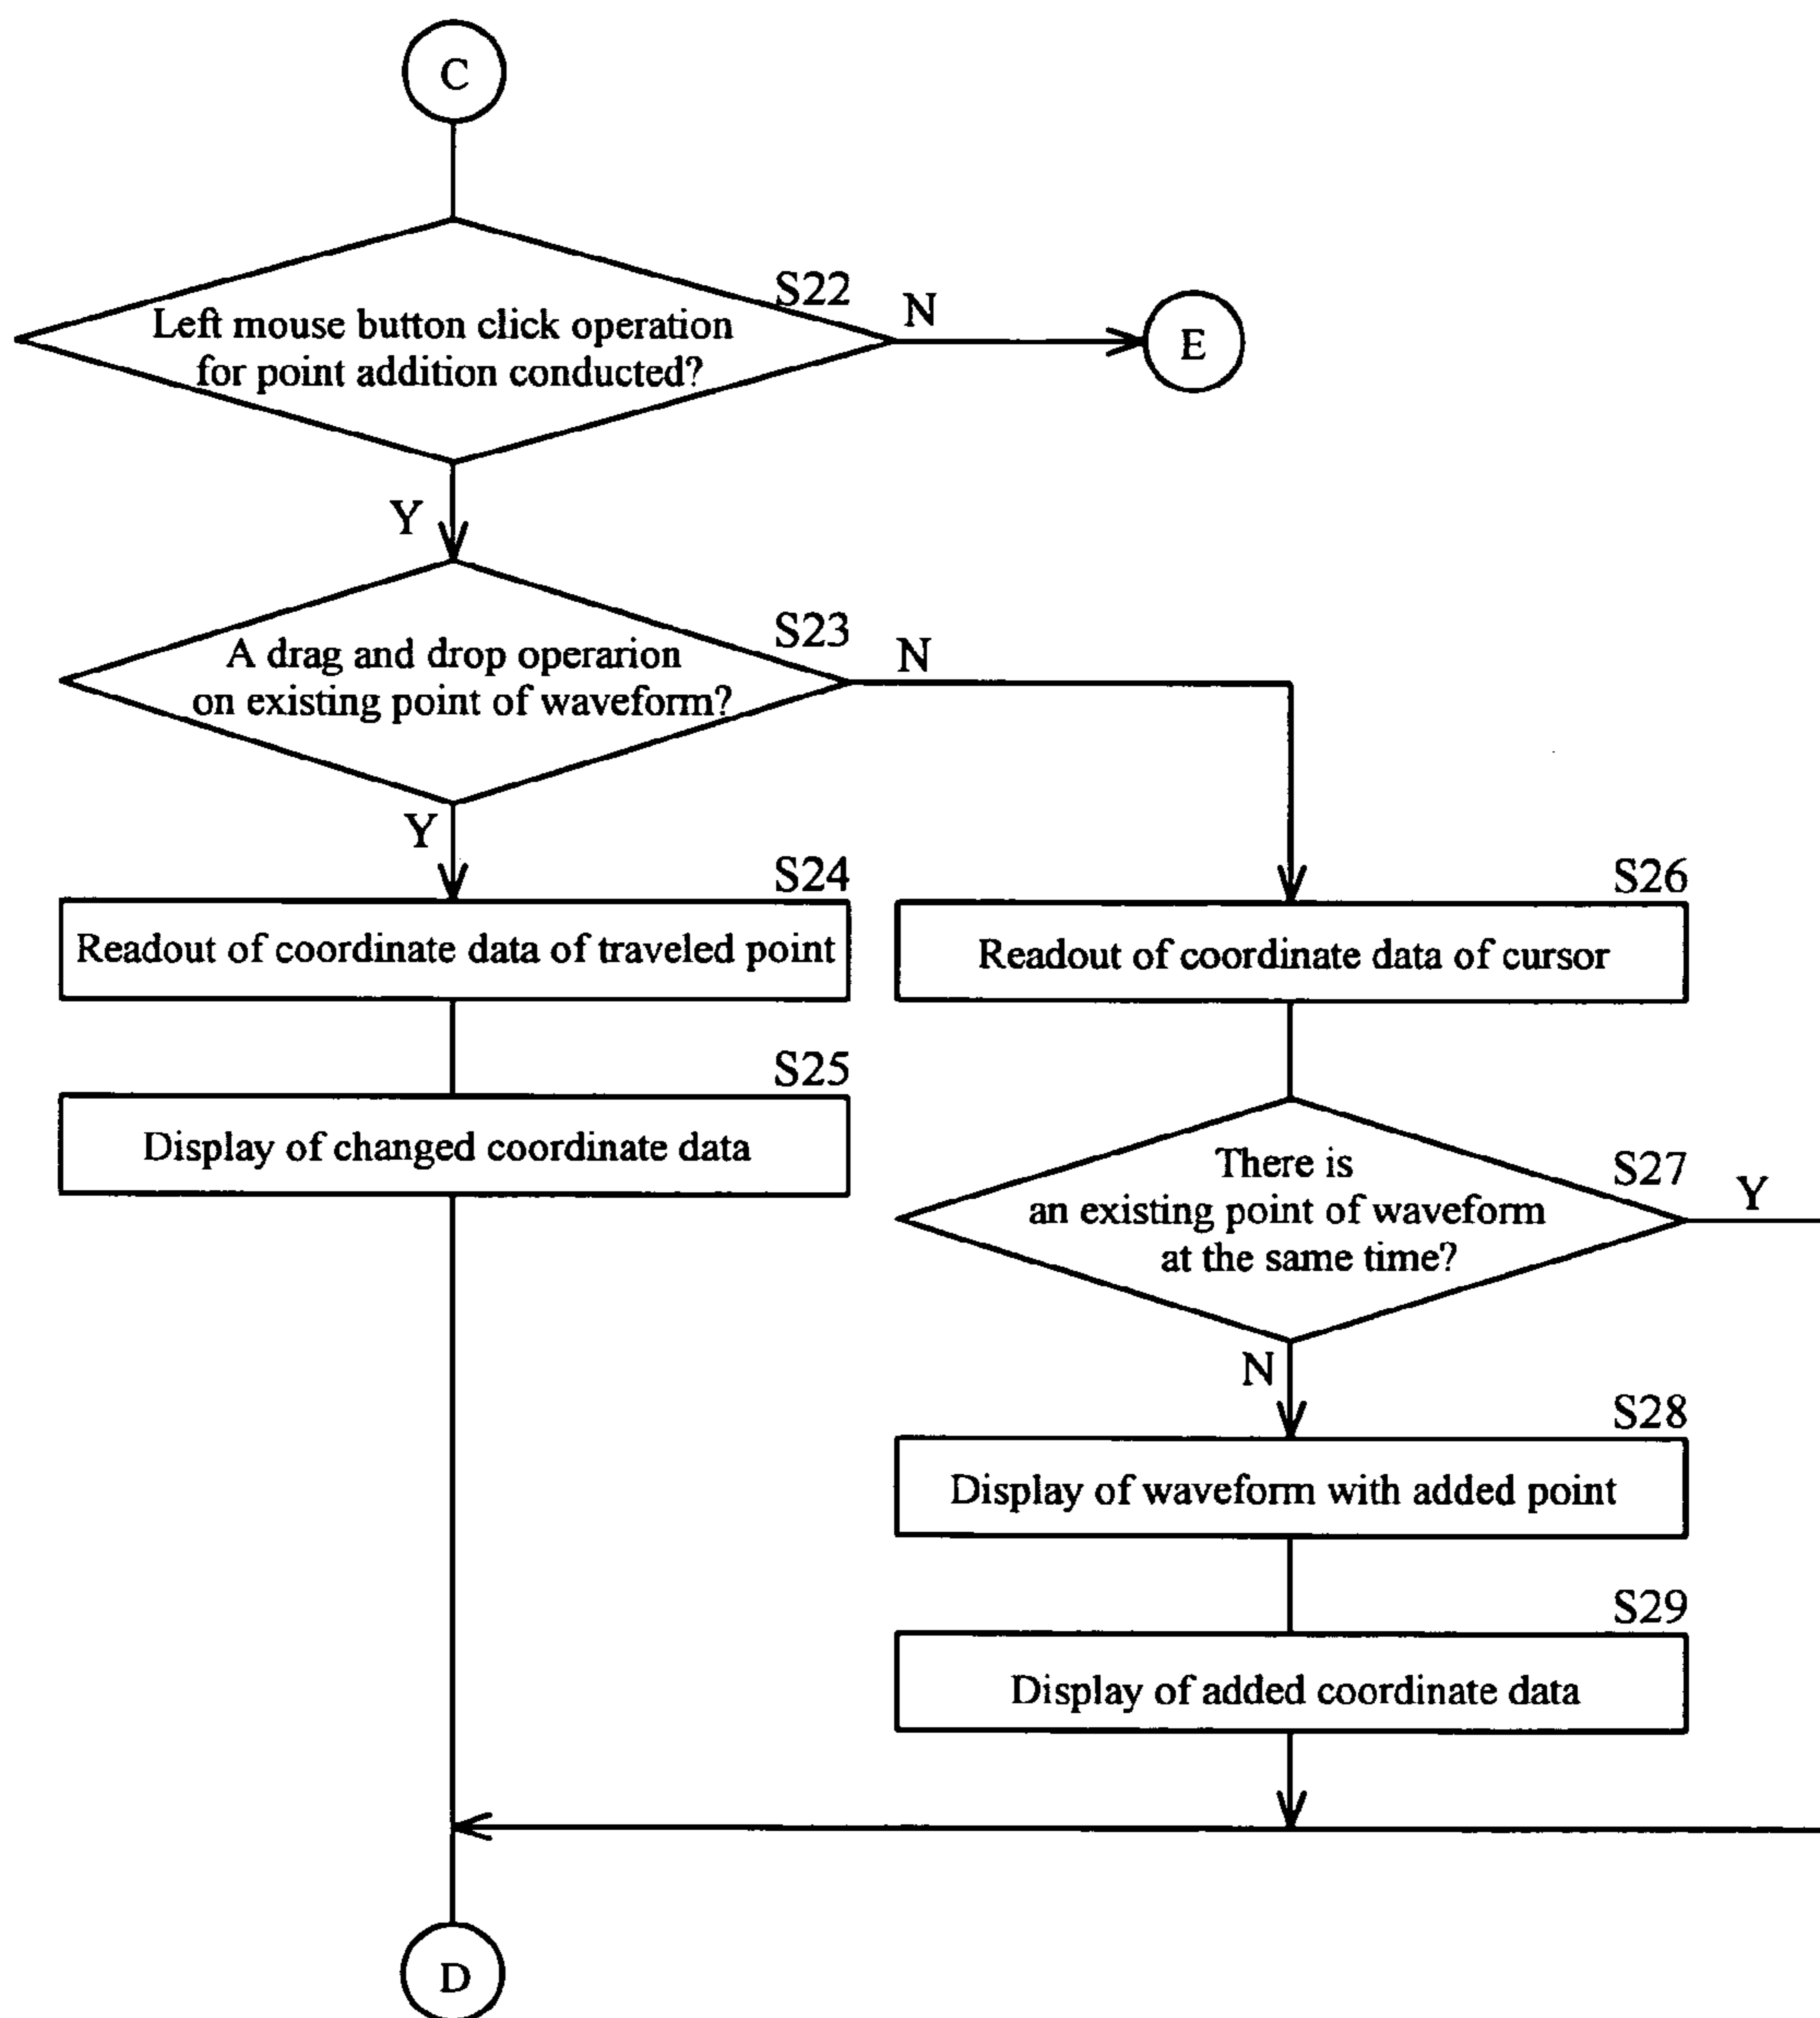 C
S22
N
Left mouse button click operation
for point addition conducted?
E
Y
S23
N
A drag and drop operarion
on existing point of waveform?
Y
S24
Readout of coordinate data of traveled point
S26
Readout of coordinate data of cursor
S25
Display of changed coordinate data
S27
Y
There is
an existing point of waveform
at the same time?
N
S28
Display of waveform with added point
S29
Display of added coordinate data
D